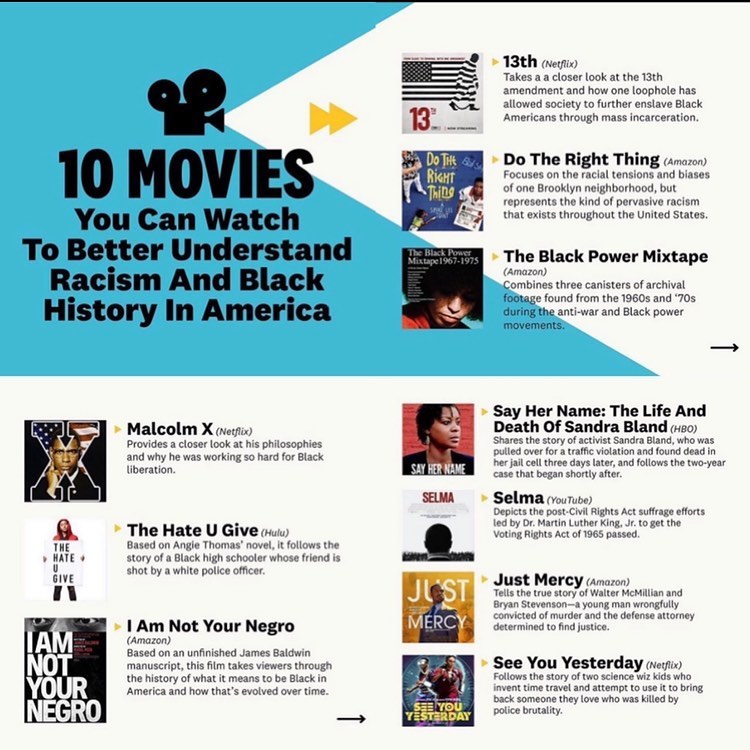 10 MOVIES
You Can Watch
To Better Understand
Racism And Black
History In America
13th (Netflix)
Takes a a closer look at the 13th
amendment and how one loophole has
allowed society to further enslave Black
Americans through mass incarceration.
13TH
NOW STREAMING
Do The Right Thing (Amazon)
Focuses on the racial tensions and biases
of one Brooklyn neighborhood, but
represents the kind of pervasive racism
that exists throughout the United States.
Do The
Right
Thing
The Black Power Mixtape
(Amazon)
Combines three canisters of archival
footage found from the 1960s and ‘70s
during the anti-war and Black power
movements.
The Black Power
Mixtape 1967-1975
Malcolm X (Netflix)
Provides a closer look at his philosophies
and why he was working so hard for Black
liberation.
X
The Hate U Give (Hulu)
Based on Angie Thomas’ novel, it follows the
story of a Black high schooler whose friend is
shot by a white police officer.
THE
HATE
U
GIVE
I Am Not Your Negro
(Amazon)
Based on an unfinished James Baldwin
manuscript, this film takes viewers through
the history of what it means to be Black in
America and how that’s evolved over time.
I AM
NOT
YOUR
NEGRO
Say Her Name: The Life And
Death Of Sandra Bland (HBO)
Shares the story of activist Sandra Bland, who was
pulled over for a traffic violation and found dead in
her jail cell three days later, and follows the two-year
case that began shortly after.
SAY HER NAME
Selma (YouTube)
Depicts the post-Civil Rights Act suffrage efforts
led by Dr. Martin Luther King, Jr. to get the
Voting Rights Act of 1965 passed.
SELMA
Just Mercy (Amazon)
Tells the true story of Walter McMillian and
Bryan Stevenson—a young man wrongfully
convicted of murder and the defense attorney
determined to find justice.
JUST
MERCY
See You Yesterday (Netflix)
Follows the story of two science wiz kids who
invent time travel and attempt to use it to bring
back someone they love who was killed by
police brutality.
SEE YOU
YESTERDAY